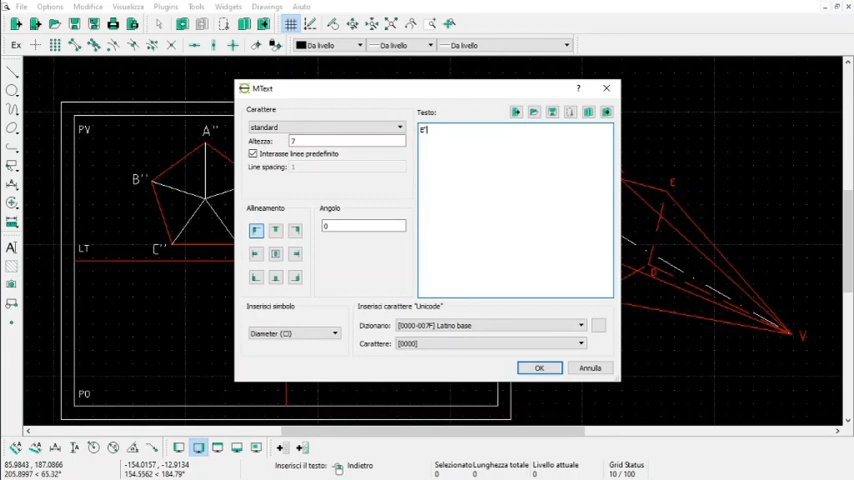 File Options Edit Modifica Visualizza Plugins Tools Widgets Drawings Aiuto
Ex
Da livello
Da livello
Da livello
MText
?
Carattere
standard
Altezza: 7
Interasse linee predefinito
Line spacing: 1
Testo:
E'|
Allineamento
Angolo
0
Inserisci simbolo
Diameter (□)
Inserisci carattere "Unicode"
Dizionario: [0000-007F] Latino base
Carattere: [0000]
OK
Annulla
PV
A''
B''
C''
LT
PO
E
V
85.9843 , 187.0866
205.8997 < 65.32°
-154.0157 , -12.9134
154.5562 < 184.79°
Inserisci il testo:
Indietro
Selezionato
0
Lunghezza totale
0
Livello attuale
0
Grid Status
10 / 100